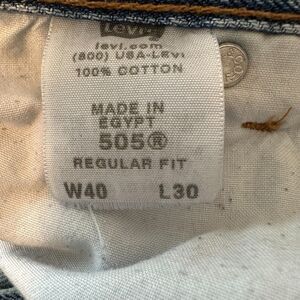 Levi's
levi.com
(800) USA-LEVI
100% COTTON
MADE IN
EGYPT
505®
REGULAR FIT
W40 L30